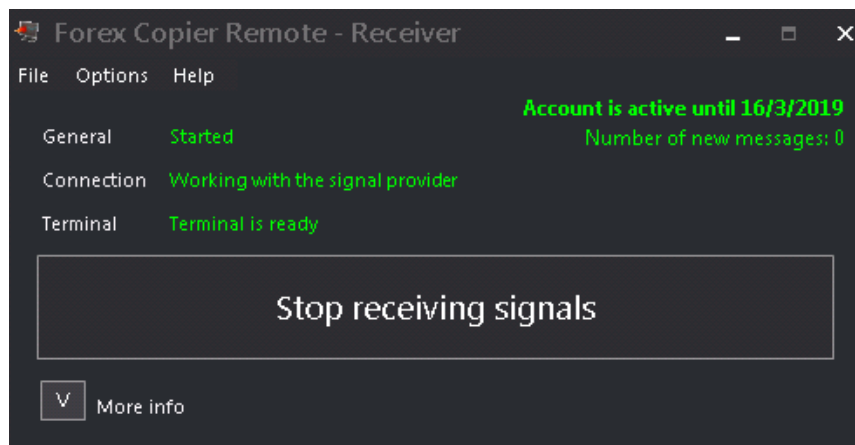 Forex Copier Remote - Receiver
File Options Help
Account is active until 16/3/2019
General Started
Number of new messages: 0
Connection Working with the signal provider
Terminal Terminal is ready
Stop receiving signals
V More info